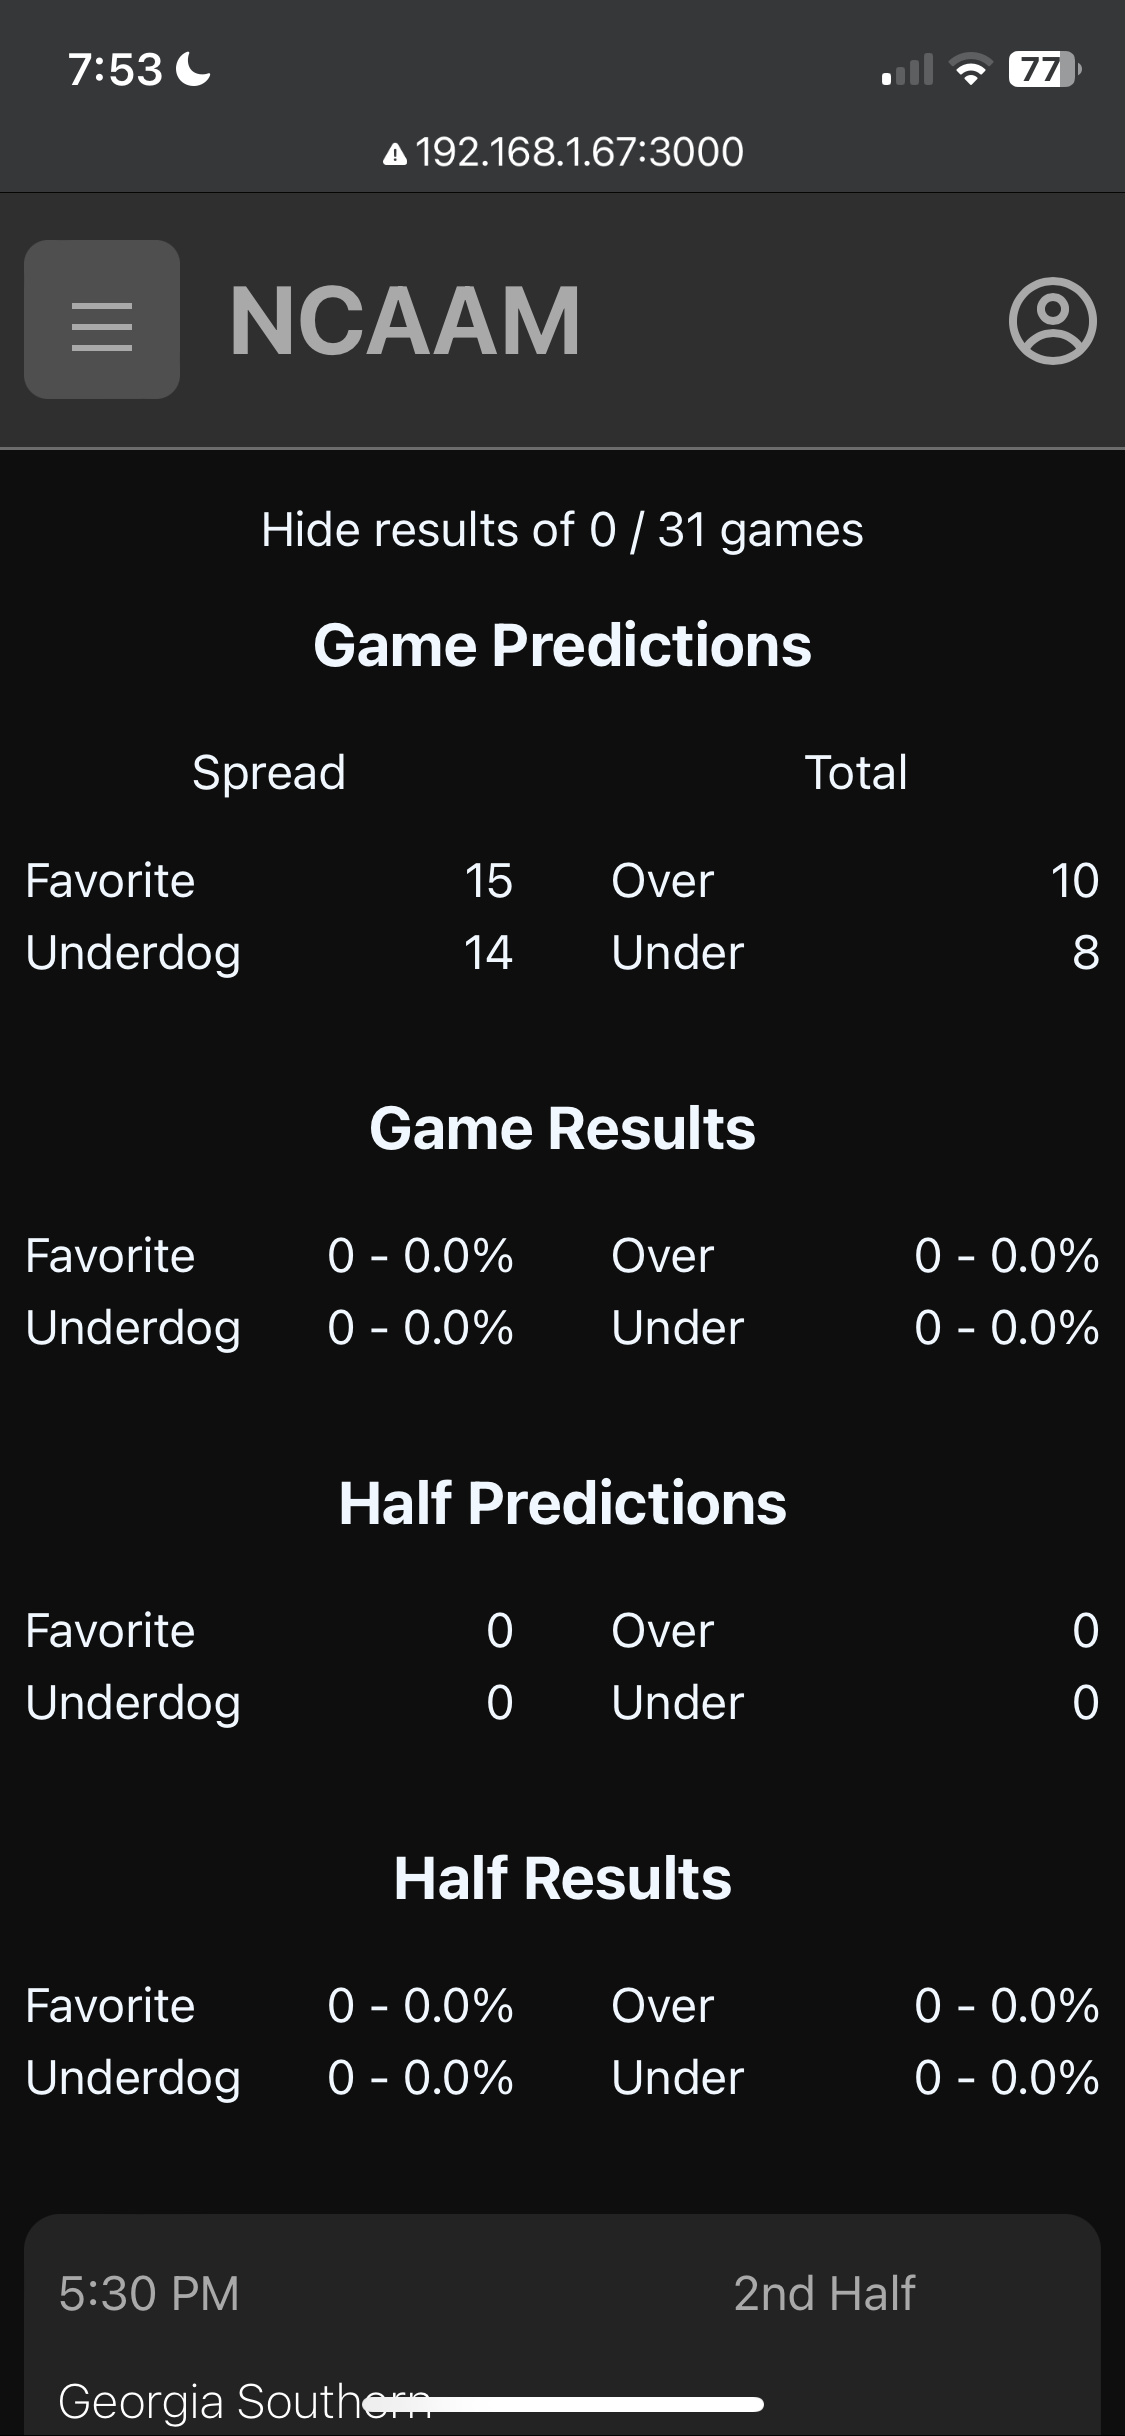 7:53
77
192.168.1.67:3000
NCAAM
Hide results of 0 / 31 games
Game Predictions
Spread Total
Favorite 15 Over 10
Underdog 14 Under 8
Game Results
Favorite 0 - 0.0% Over 0 - 0.0%
Underdog 0 - 0.0% Under 0 - 0.0%
Half Predictions
Favorite 0 Over 0
Underdog 0 Under 0
Half Results
Favorite 0 - 0.0% Over 0 - 0.0%
Underdog 0 - 0.0% Under 0 - 0.0%
5:30 PM 2nd Half
Georgia Southern